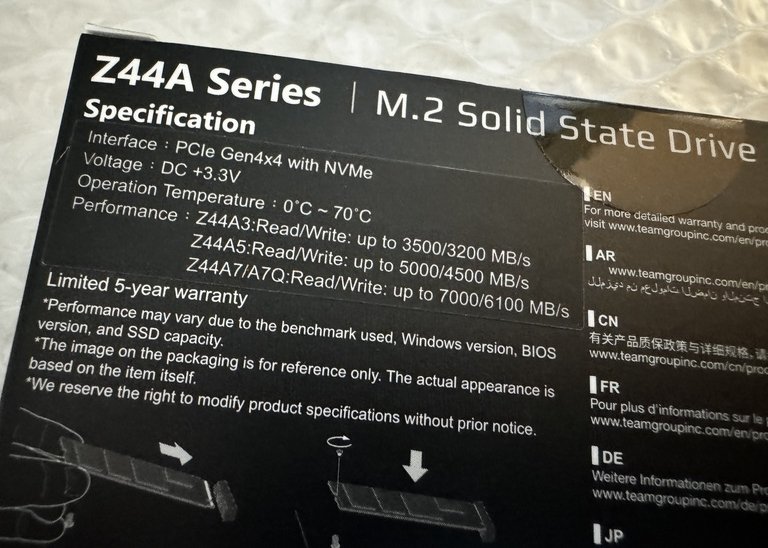 Z44A Series | M.2 Solid State Drive
Specification
Interface : PCIe Gen4x4 with NVMe
Voltage : DC +3.3V
Operation Temperature : 0˚C ~ 70˚C
Performance : Z44A3:Read/Write: up to 3500/3200 MB/s
Z44A5:Read/Write: up to 5000/4500 MB/s
Z44A7/A7Q:Read/Write: up to 7000/6100 MB/s
Limited 5-year warranty
*Performance may vary due to the benchmark used, Windows version, BIOS
version, and SSD capacity.
*The image on the packaging is for reference only. The actual appearance is
based on the item itself.
*We reserve the right to modify product specifications without prior notice.
EN
For more detailed warranty and
visit www.teamgroupinc.com/en/
AR
www.teamgroupinc.com/en/
للمزيد من معلومات الضمان
CN
有关产品质保政策与详细规格,
www.teamgroupinc.com/cn/
FR
Pour plus d'informations sur le
www.teamgroupinc.com/en/
DE
Weitere Informationen zum
www.teamgroupinc.com/de/
JP